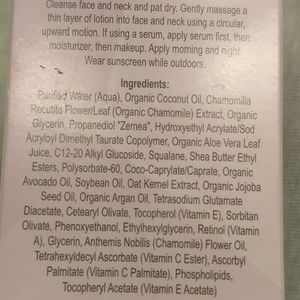 Cleanse face and neck and pat dry. Gently massage a
thin layer of lotion into face and neck using a circular,
upward motion. If using a serum, apply serum first, then
moisturizer, then makeup. Apply morning and night.
Wear sunscreen while outdoors.
Ingredients:
Purified Water (Aqua), Organic Coconut Oil, Chamomilla
Recutita Flower/Leaf (Organic Chamomile) Extract, Organic
Glycerin, Propanediol "Zemea", Hydroxyethyl Acrylate/Sod
Acryloyl Dimethyl Taurate Copolymer, Organic Aloe Vera Leaf
Juice, C12-20 Alkyl Glucoside, Squalane, Shea Butter Ethyl
Esters, Polysorbate-60, Coco-Caprylate/Caprate, Organic
Avocado Oil, Soybean Oil, Oat Kernel Extract, Organic Jojoba
Seed Oil, Organic Argan Oil, Tetrasodium Glutamate
Diacetate, Cetearyl Olivate, Tocopherol (Vitamin E), Sorbitan
Olivate, Phenoxyethanol, Ethylhexylglycerin, Retinol (Vitamin
A), Glycerin, Anthemis Nobilis (Chamomile) Flower Oil,
Tetrahexyldecyl Ascorbate (Vitamin C Ester), Ascorbyl
Palmitate (Vitamin C Palmitate), Phospholipids,
Tocopheryl Acetate (Vitamin E Acetate)